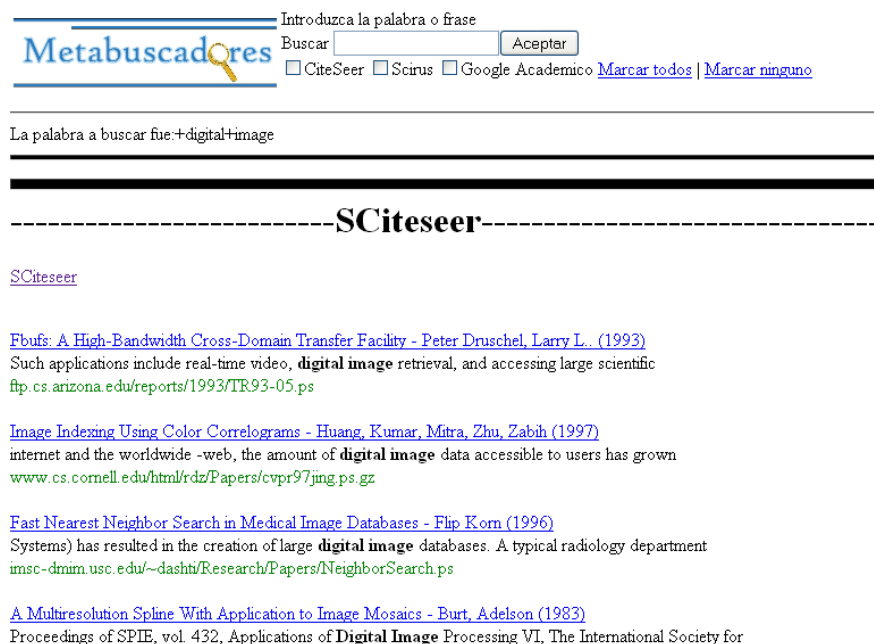 Metabuscadores
Introduzca la palabra o frase
Buscar Aceptar
CiteSeer Scirus Google Academico Marcar todos | Marcar ninguno
La palabra a buscar fue:+digital+image
-------------------------SCiteseer------------------------------
SCiteseer
Fbufs: A High-Bandwidth Cross-Domain Transfer Facility - Peter Druschel, Larry L.. (1993)
Such applications include real-time video, digital image retrieval, and accessing large scientific
ftp.cs.arizona.edu/reports/1993/TR93-05.ps
Image Indexing Using Color Correlograms - Huang, Kumar, Mitra, Zhu, Zabih (1997)
internet and the worldwide -web, the amount of digital image data accessible to users has grown
www.cs.cornell.edu/html/rdz/Papers/cvpr97jing.ps.gz
Fast Nearest Neighbor Search in Medical Image Databases - Flip Korn (1996)
Systems) has resulted in the creation of large digital image databases. A typical radiology department
imsc-dmim.usc.edu/~dashti/Research/Papers/NeighborSearch.ps
A Multiresolution Spline With Application to Image Mosaics - Burt, Adelson (1983)
Proceedings of SPIE, vol. 432, Applications of Digital Image Processing VI, The International Society for